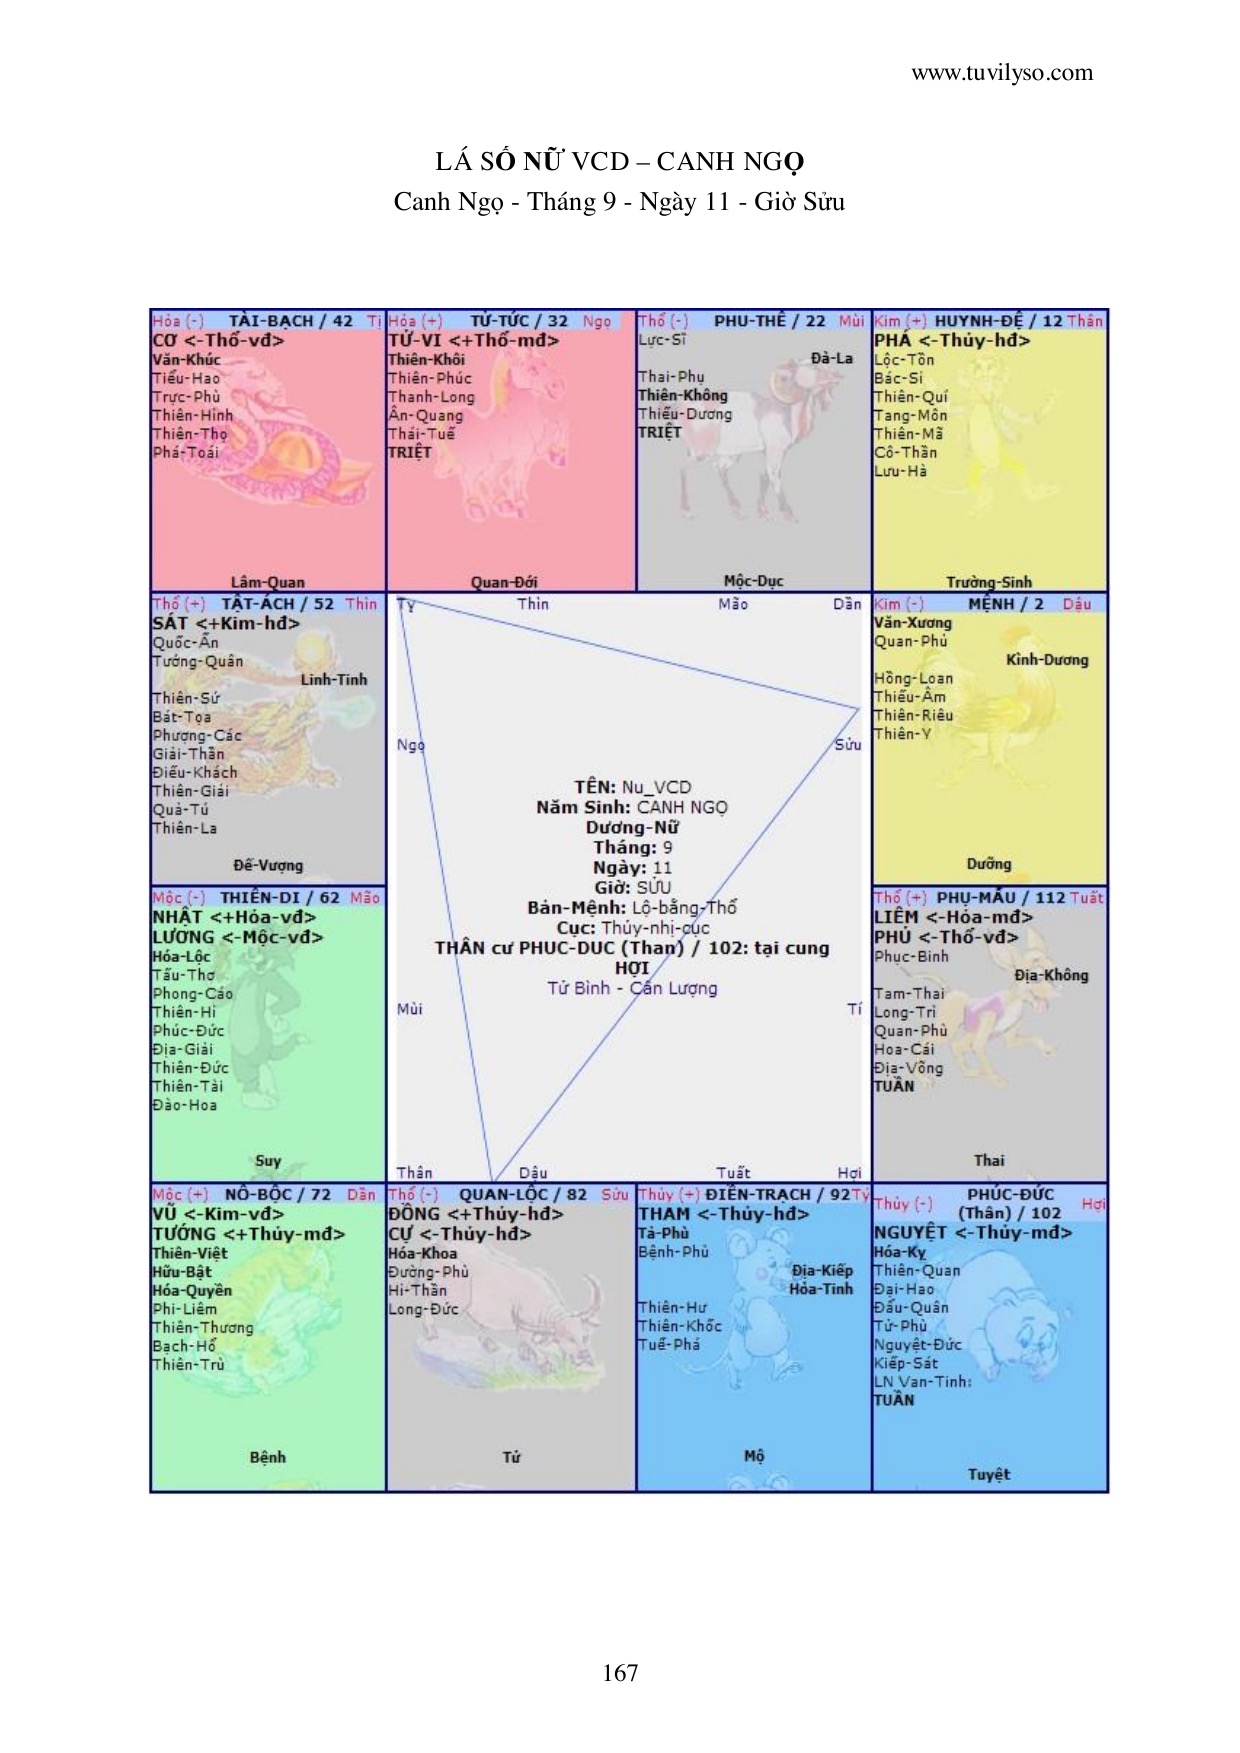 www.tuvilyso.com
LÁ SỐ NỮ VCD – CANH NGỌ
Canh Ngọ - Tháng 9 - Ngày 11 - Giờ Sửu
Hỏa (-) TÀI-BẠCH / 42 Tị
CƠ <-Thổ-vđ>
Văn-Khúc
Tiểu-Hao
Trực-Phù
Thiên-Hình
Thiên-Thọ
Phá-Toái
Lâm-Quan
Hỏa (+) TỬ-TỨC / 32 Ngọ
TỬ-VI <+Thổ-mđ>
Thiên-Khôi
Thiên-Phúc
Thanh-Long
Ân-Quang
Thái-Tuế
TRIỆT
Quan-Đới
Thổ (-) PHU-THÊ / 22 Mùi
Lực-Sĩ
Đà-La
Thai-Phụ
Thiên-Không
Thiếu-Dương
TRIỆT
Mộc-Dục
Kim (+) HUYNH-ĐỆ / 12 Thân
PHÁ <-Thủy-hđ>
Lộc-Tồn
Bác-Sĩ
Thiên-Quí
Tang-Môn
Thiên-Mã
Cô-Thần
Lưu-Hà
Trường-Sinh
Thổ (+) TẬT-ÁCH / 52 Thìn
SÁT <+Kim-hđ>
Quốc-Ấn
Tướng-Quân
Linh-Tinh
Thiên-Sứ
Bát-Tọa
Phượng-Các
Giải-Thần
Điếu-Khách
Thiên-Giải
Quả-Tú
Thiên-La
Đế-Vượng
Tỵ Thìn Mão Dần
Ngọ Sửu
TÊN: Nu_VCD
Năm Sinh: CANH NGỌ
Dương-Nữ
Tháng: 9
Ngày: 11
Giờ: SỬU
Bản-Mệnh: Lộ-bằng-Thổ
Cục: Thủy-nhị-cục
THÂN cư PHUC-DUC (Than) / 102: tại cung
HỢI
Tử Bình - Cân Lượng
Mùi Tí
Thân Dậu Tuất Hợi
Kim (-) MỆNH / 2 Dậu
Văn-Xương
Quan-Phủ
Kình-Dương
Hồng-Loan
Thiếu-Âm
Thiên-Riêu
Thiên-Y
Dưỡng
Mộc (-) THIÊN-DI / 62 Mão
NHẬT <+Hỏa-vđ>
LƯƠNG <-Mộc-vđ>
Hóa-Lộc
Tấu-Thơ
Phong-Cáo
Thiên-Hỉ
Phúc-Đức
Địa-Giải
Thiên-Đức
Thiên-Tài
Đào-Hoa
Suy
Thổ (+) PHỤ-MẪU / 112 Tuất
LIÊM <-Hỏa-mđ>
PHỦ <-Thổ-vđ>
Phục-Binh
Địa-Không
Tam-Thai
Long-Trì
Quan-Phù
Hoa-Cái
Địa-Võng
TUẦN
Thai
Mộc (+) NÔ-BỘC / 72 Dần
VŨ <-Kim-vđ>
TƯỚNG <+Thủy-mđ>
Thiên-Việt
Hữu-Bật
Hóa-Quyền
Phi-Liêm
Thiên-Thương
Bạch-Hổ
Thiên-Trù
Bệnh
Thổ (-) QUAN-LỘC / 82 Sửu
ĐỒNG <+Thủy-hđ>
CỰ <-Thủy-hđ>
Hóa-Khoa
Đường-Phù
Hỉ-Thần
Long-Đức
Tử
Thủy (+) ĐIỀN-TRẠCH / 92 Tý
THAM <-Thủy-hđ>
Tả-Phù
Bệnh-Phù
Địa-Kiếp
Hỏa-Tinh
Thiên-Hư
Thiên-Khốc
Tuế-Phá
Mộ
Thủy (-) PHÚC-ĐỨC (Thân) / 102 Hợi
NGUYỆT <-Thủy-mđ>
Hóa-Kỵ
Thiên-Quan
Đại-Hao
Đẩu-Quân
Tử-Phù
Nguyệt-Đức
Kiếp-Sát
LN Van-Tinh:
TUẦN
Tuyệt
167